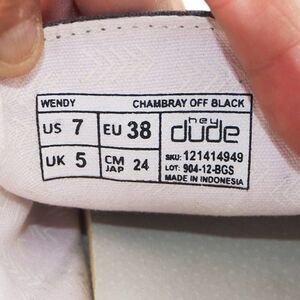 WENDY CHAMBRAY OFF BLACK
US 7 EU 38 hey dude
UK 5 CM JAP 24 SKU: 121414949
LOT: 904-12-BGS
MADE IN INDONESIA